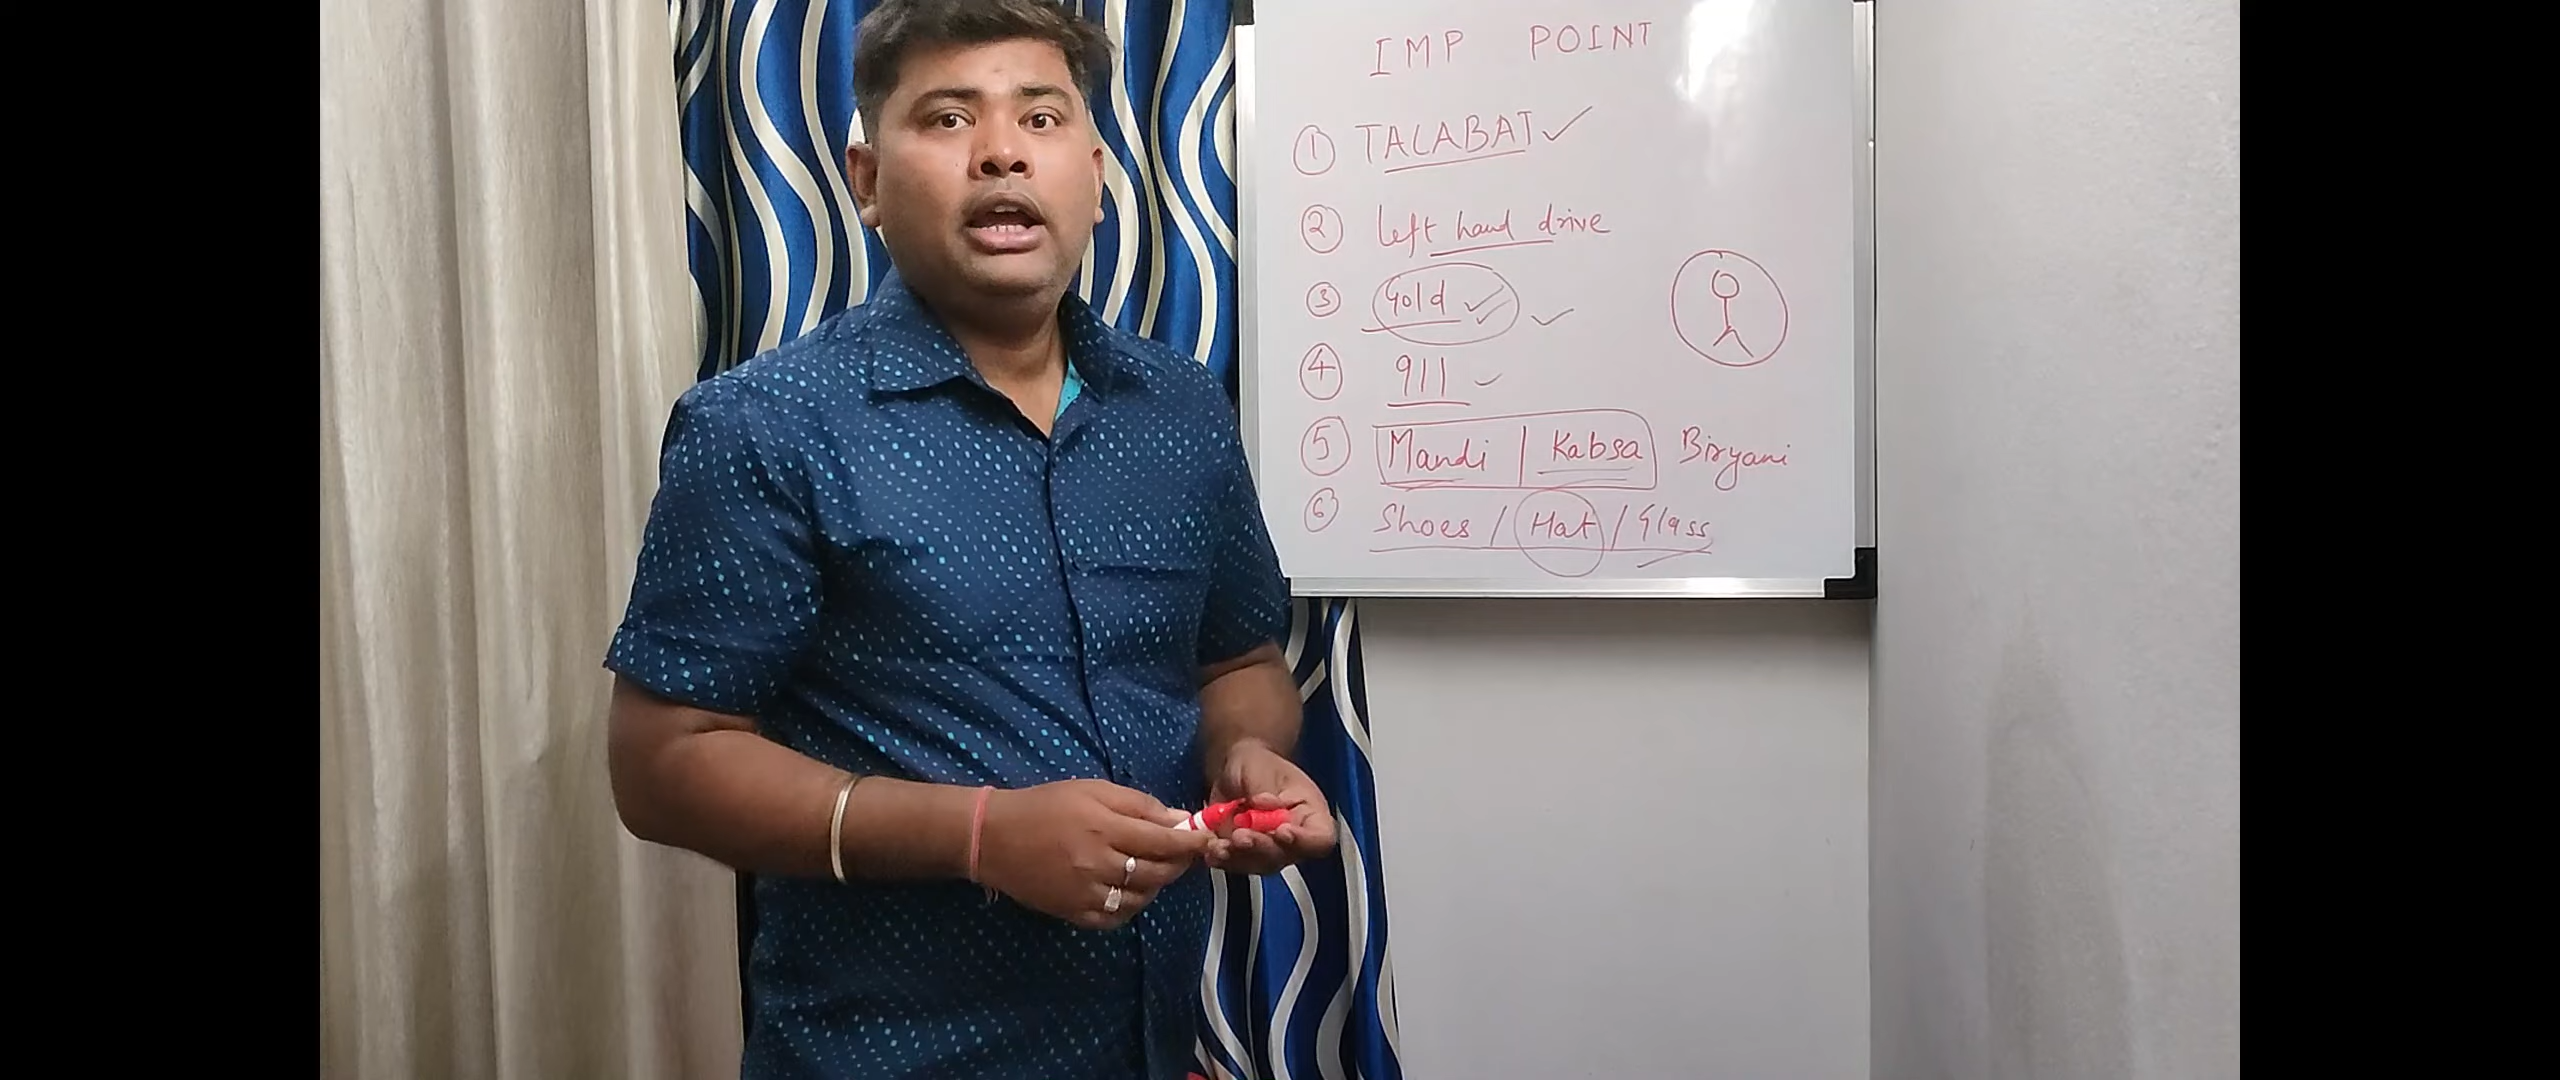 IMP POINT
① TALABAT ✓
② left hand drive
③ Gold ✓✓ ✓
④ 911 ✓
⑤ Mandi | Kabsa Biryani
⑥ Shoes / Hat / Glass